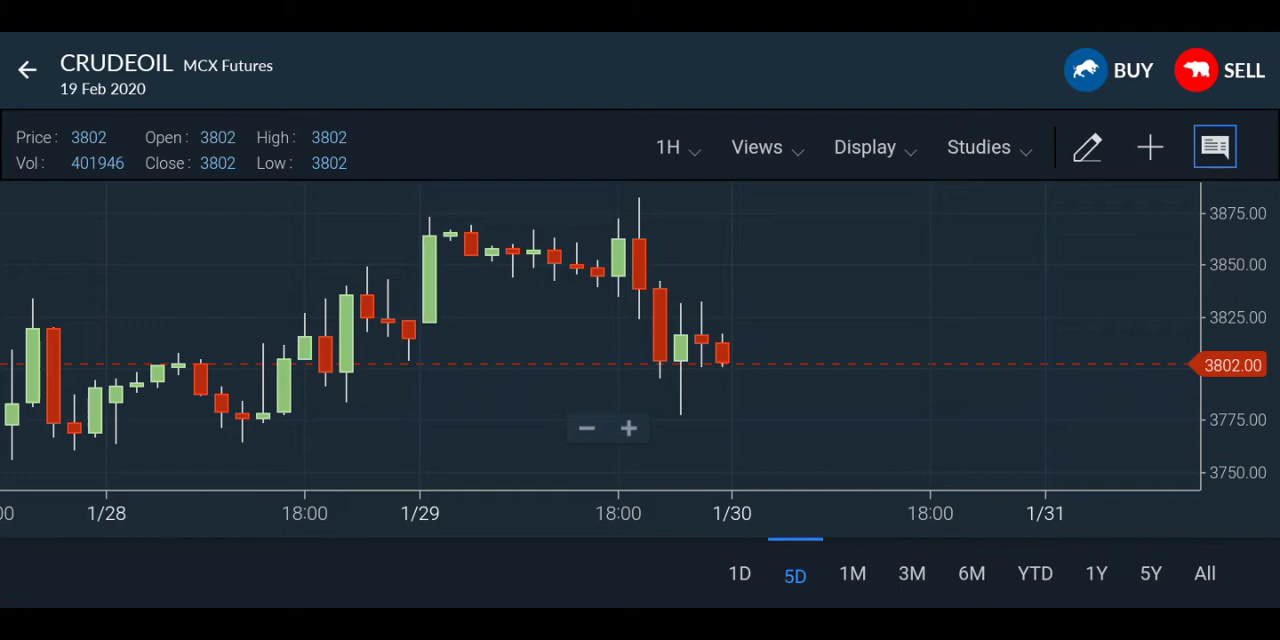 CRUDEOIL MCX Futures
19 Feb 2020
BUY SELL
Price : 3802 Open : 3802 High : 3802
Vol : 401946 Close : 3802 Low : 3802
1H Views Display Studies
3875.00
3850.00
3825.00
3802.00
3775.00
3750.00
00 1/28 18:00 1/29 18:00 1/30 18:00 1/31
1D 5D 1M 3M 6M YTD 1Y 5Y All